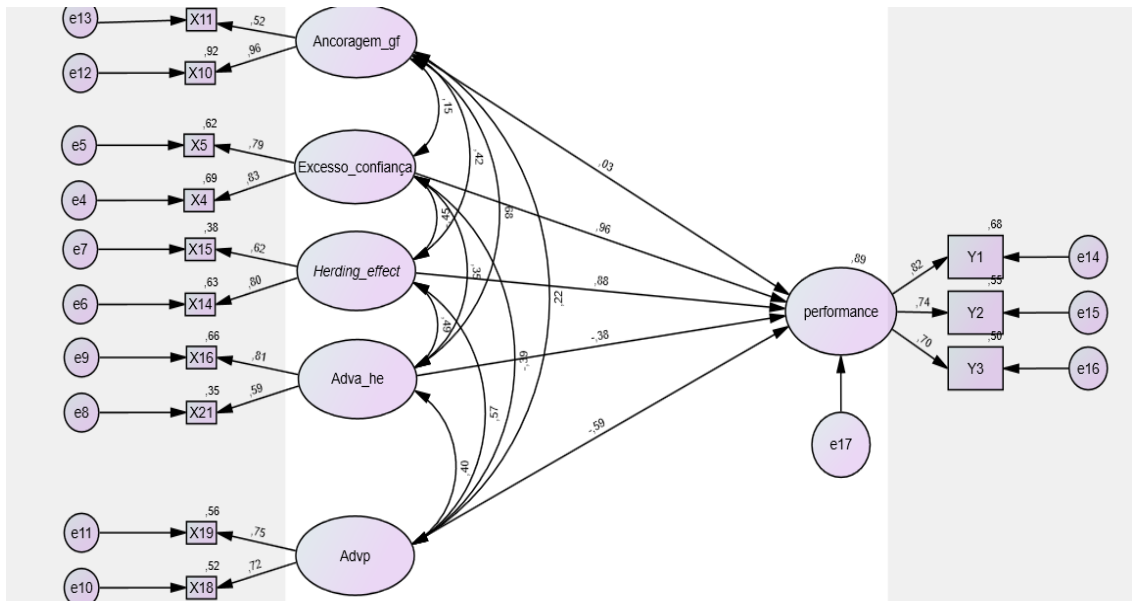 e13
X11
,52
Ancoragem_gf
,92
,96
e12
X10
,15
,62
e5
X5
,79
Excesso_confiança
,42
,03
,69
e4
X4
,83
,68
,96
,45
,38
e7
X15
,62
Herding_effect
,35
,88
,22
,63
e6
X14
,80
,49
,66
e9
X16
,81
Adva_he
-,39
-,38
,35
e8
X21
,59
,57
-,59
,40
,56
e11
X19
,75
Advp
,52
e10
X18
,72
,89
performance
e17
,68
,82
Y1
e14
,55
,74
Y2
e15
,50
,70
Y3
e16